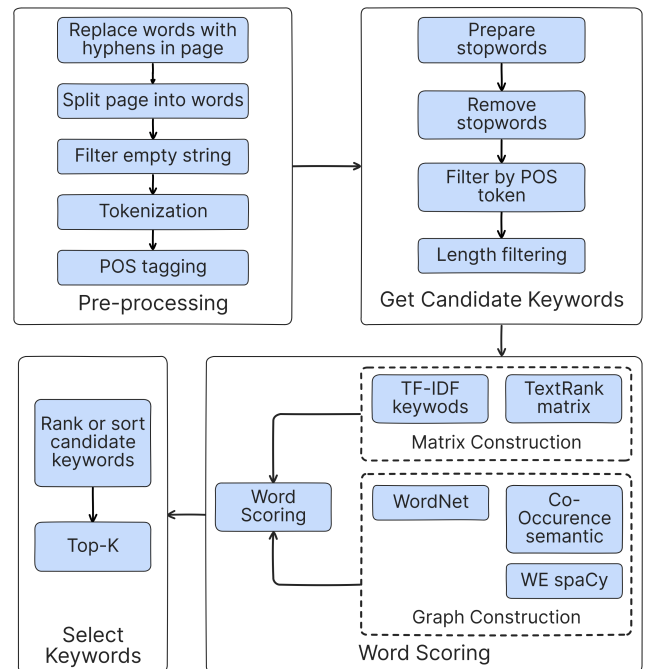 Replace words with
hyphens in page
Split page into words
Filter empty string
Tokenization
POS tagging
Pre-processing
Prepare
stopwords
Remove
stopwords
Filter by POS
token
Length filtering
Get Candidate Keywords
TF-IDF
keywods
TextRank
matrix
Matrix Construction
WordNet
Co-
Occurence
semantic
WE spaCy
Graph Construction
Word
Scoring
Word Scoring
Rank or sort
candidate
keywords
Top-K
Select
Keywords